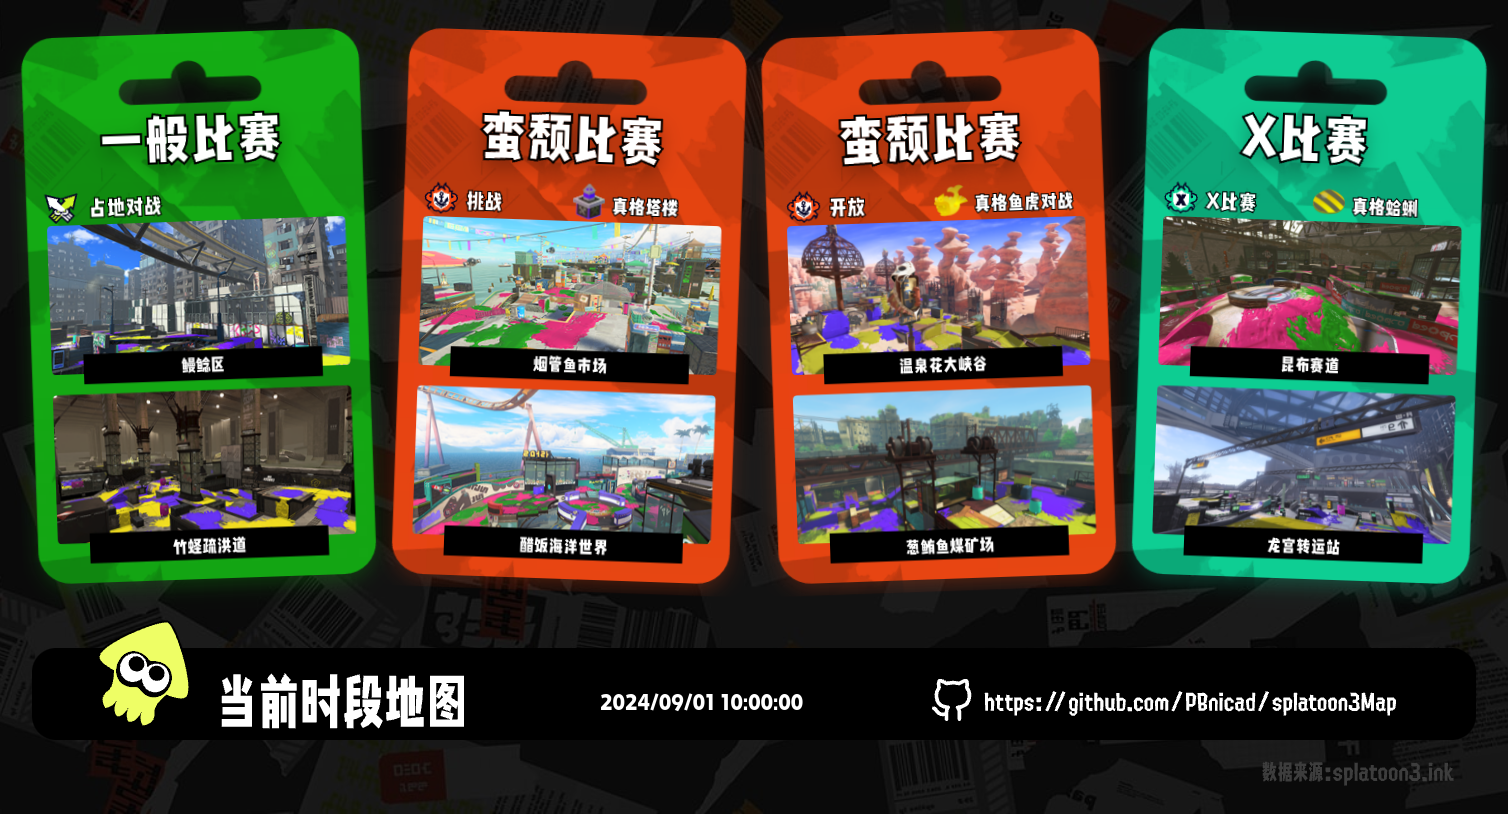 一般比赛
占地对战
鳗鲶区
竹蛏疏洪道
蛮颓比赛
挑战
真格塔楼
烟管鱼市场
醋饭海洋世界
蛮颓比赛
开放
真格鱼虎对战
温泉花大峡谷
葱鲔鱼煤矿场
X比赛
X比赛
真格蛤蜊
昆布赛道
龙宫转运站
当前时段地图
2024/09/01 10:00:00
https://github.com/PBnicad/splatoon3Map
数据来源:splatoon3.ink